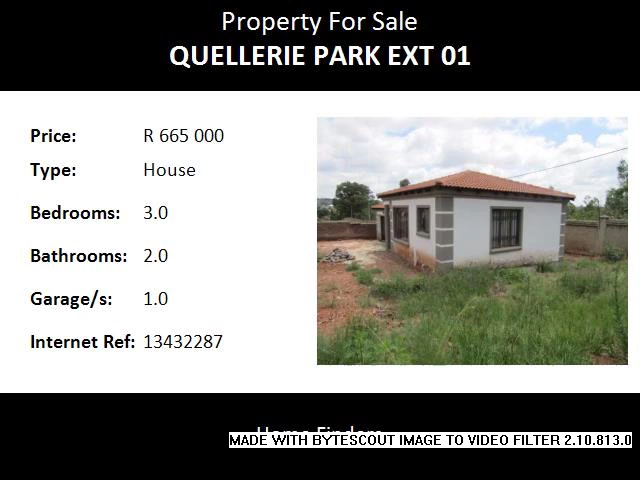 Property For Sale
QUELLERIE PARK EXT 01
Price: R 665 000
Type: House
Bedrooms: 3.0
Bathrooms: 2.0
Garage/s: 1.0
Internet Ref: 13432287
MADE WITH BYTESCOUT IMAGE TO VIDEO FILTER 2.10.813.0